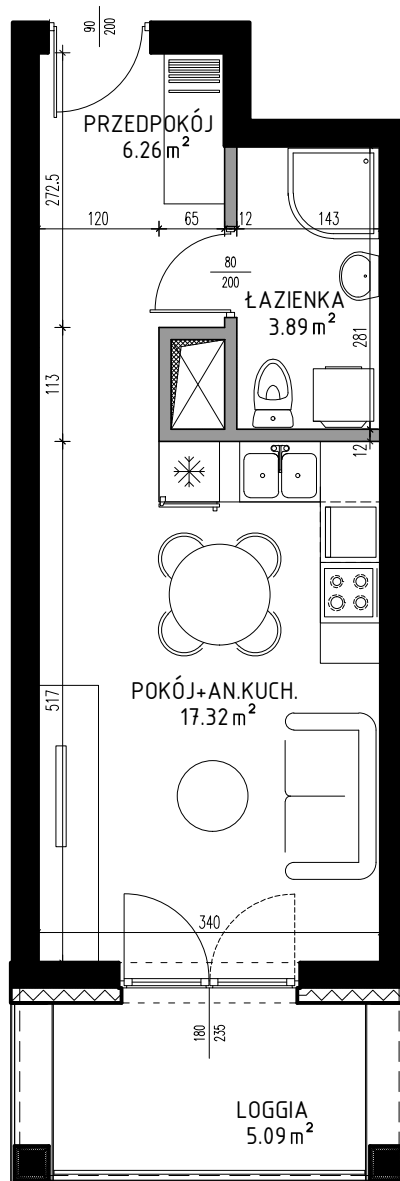 90
200
PRZEDPOKÓJ
6.26 m²
272.5
120
65
12
143
80
200
ŁAZIENKA
3.89 m²
281
113
12
POKÓJ+AN.KUCH.
17.32 m²
517
340
180
235
LOGGIA
5.09 m²